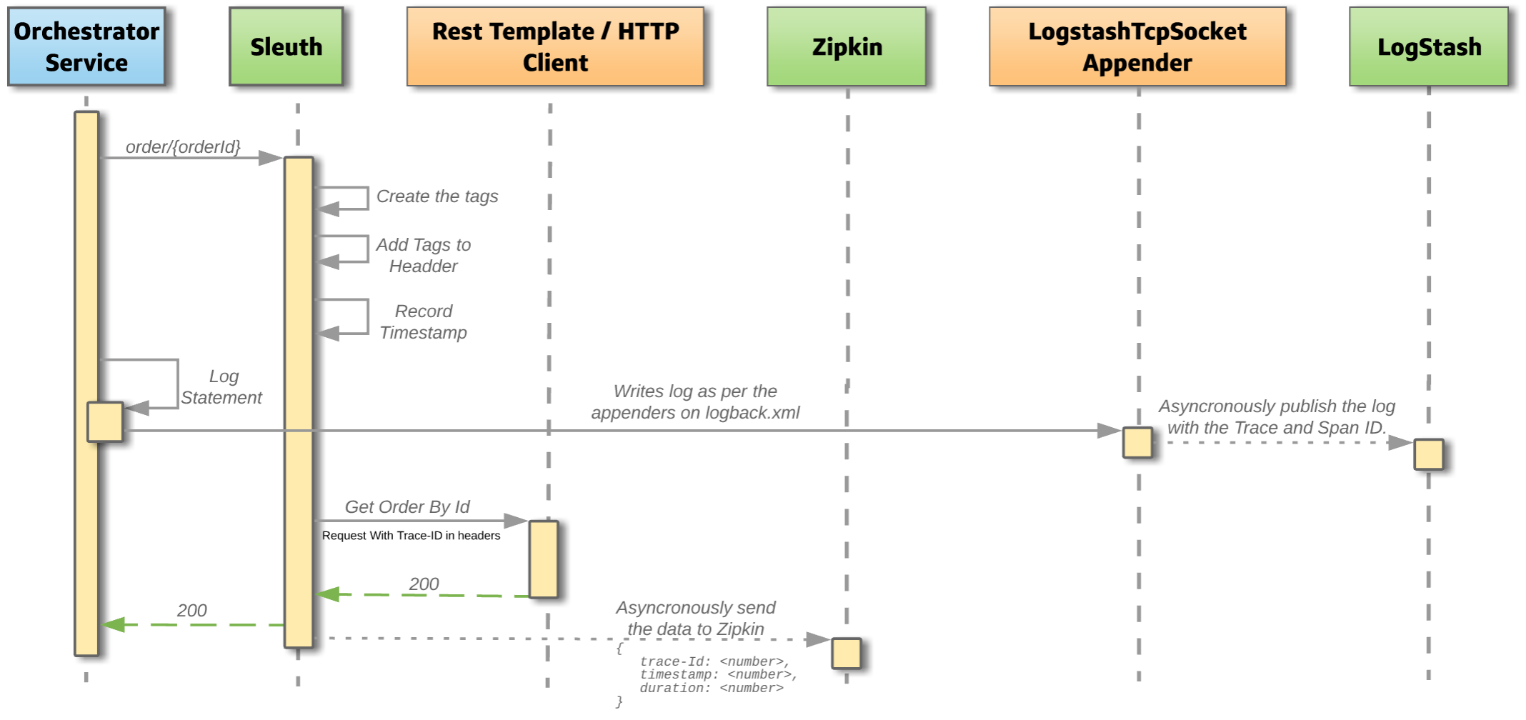 Orchestrator
Service
Sleuth
Rest Template / HTTP
Client
Zipkin
LogstashTcpSocket
Appender
LogStash
order/{orderId}
Create the tags
Add Tags to
Headder
Record
Timestamp
Log
Statement
Writes log as per the
appenders on logback.xml
Asyncronously publish the log
with the Trace and Span ID.
Get Order By Id
Request With Trace-ID in headers
200
200
Asyncronously send
the data to Zipkin
{
trace-Id: <number>,
timestamp: <number>,
duration: <number>
}